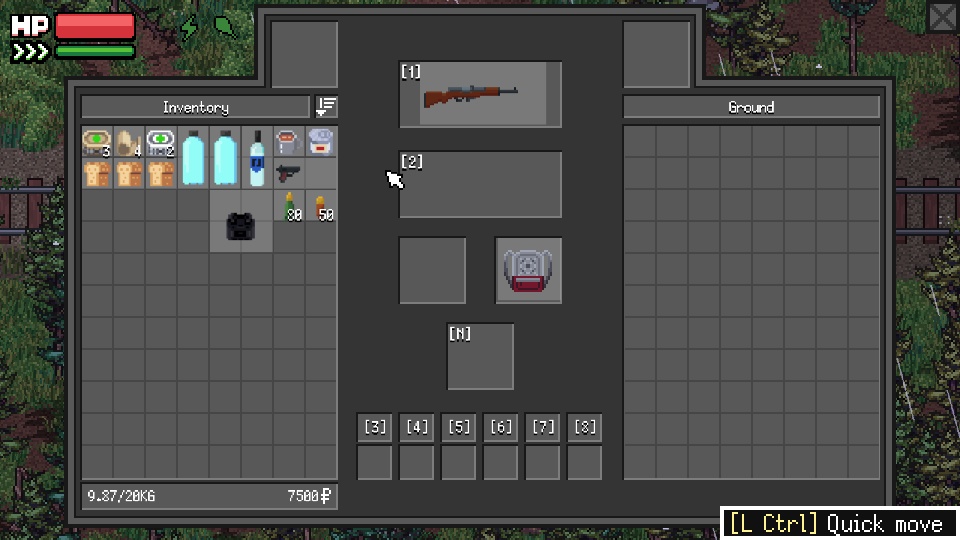 HP
[1]
Inventory
Ground
3
4
2
[2]
80
50
[N]
[3] [4] [5] [6] [7] [8]
9.87/20KG
7500₽
[L Ctrl] Quick move